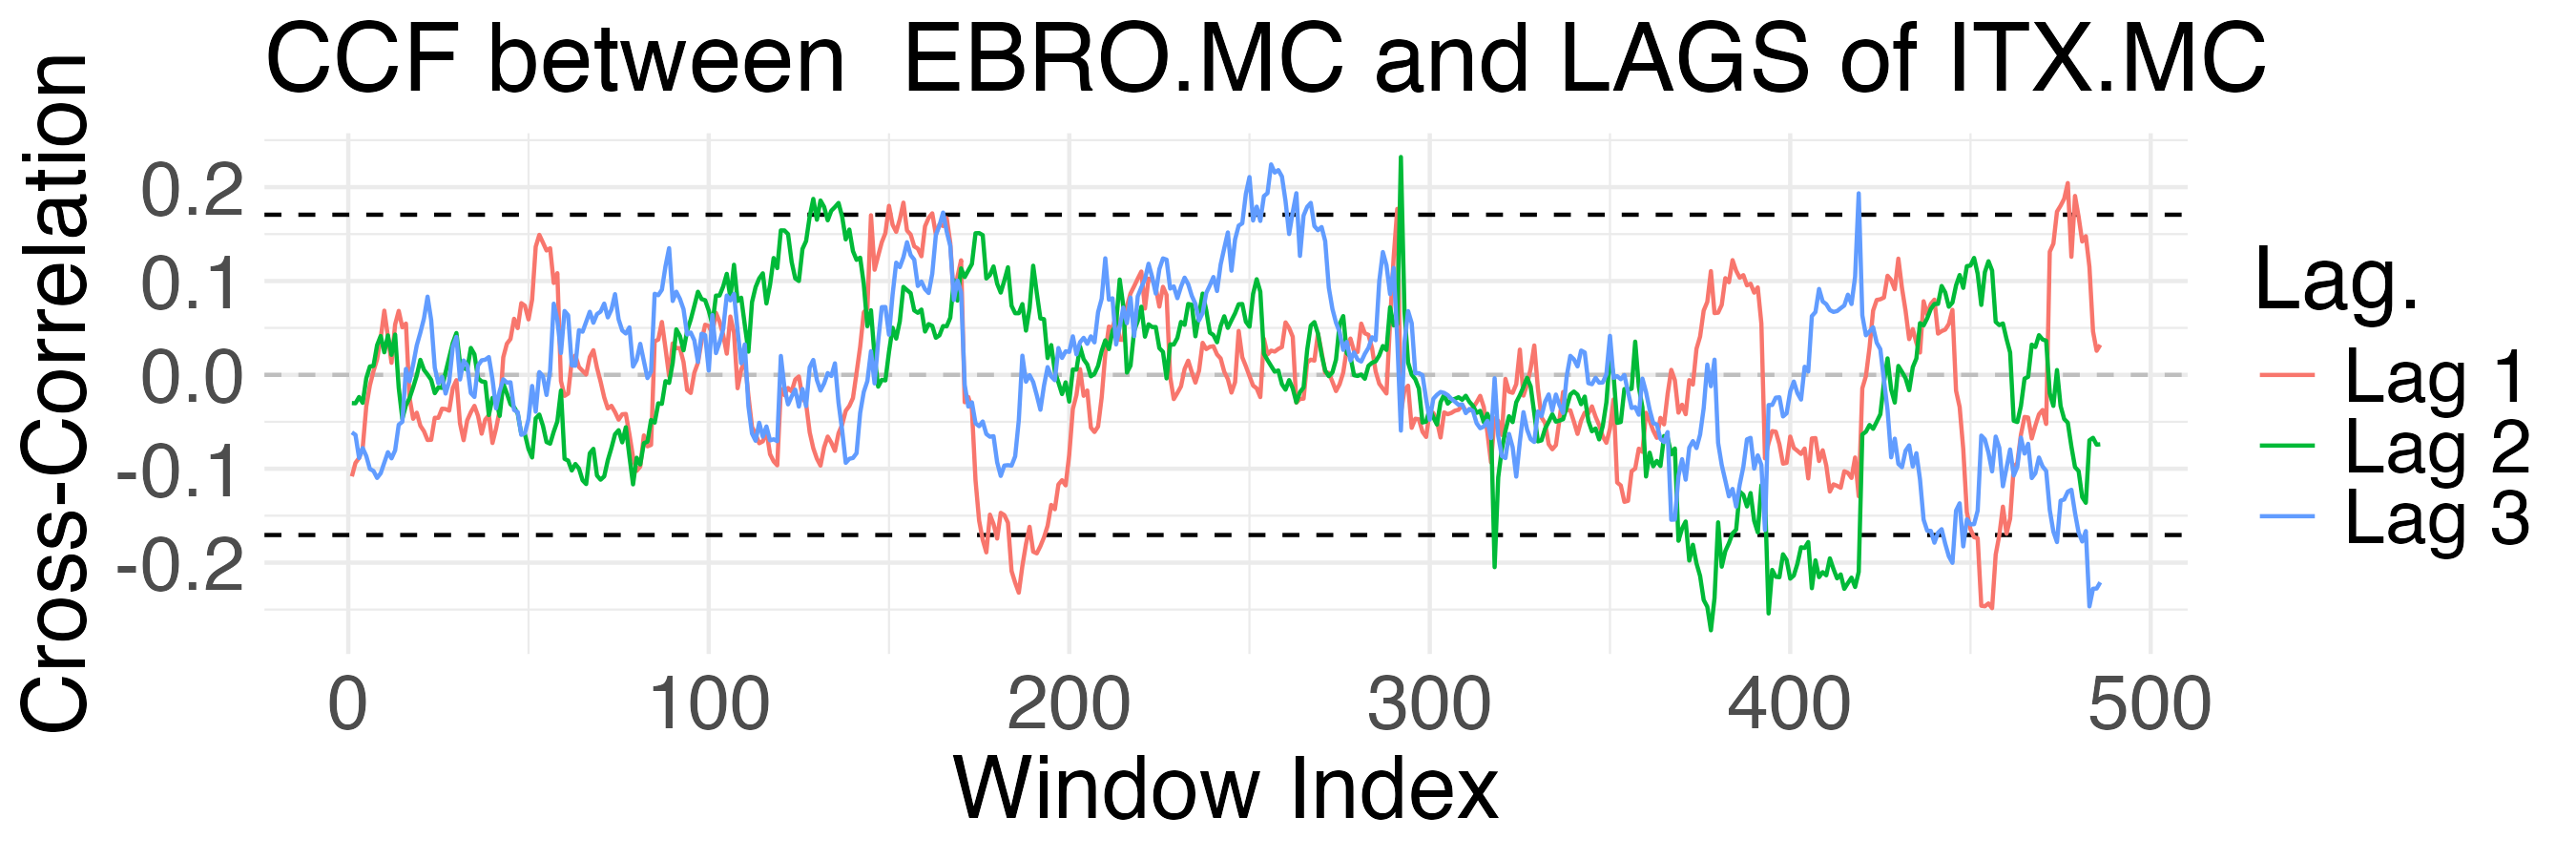 CCF between  EBRO.MC and LAGS of ITX.MC
Cross-Correlation
0.2
0.1
0.0
-0.1
-0.2
0 100 200 300 400 500
Window Index
Lag.
Lag 1
Lag 2
Lag 3